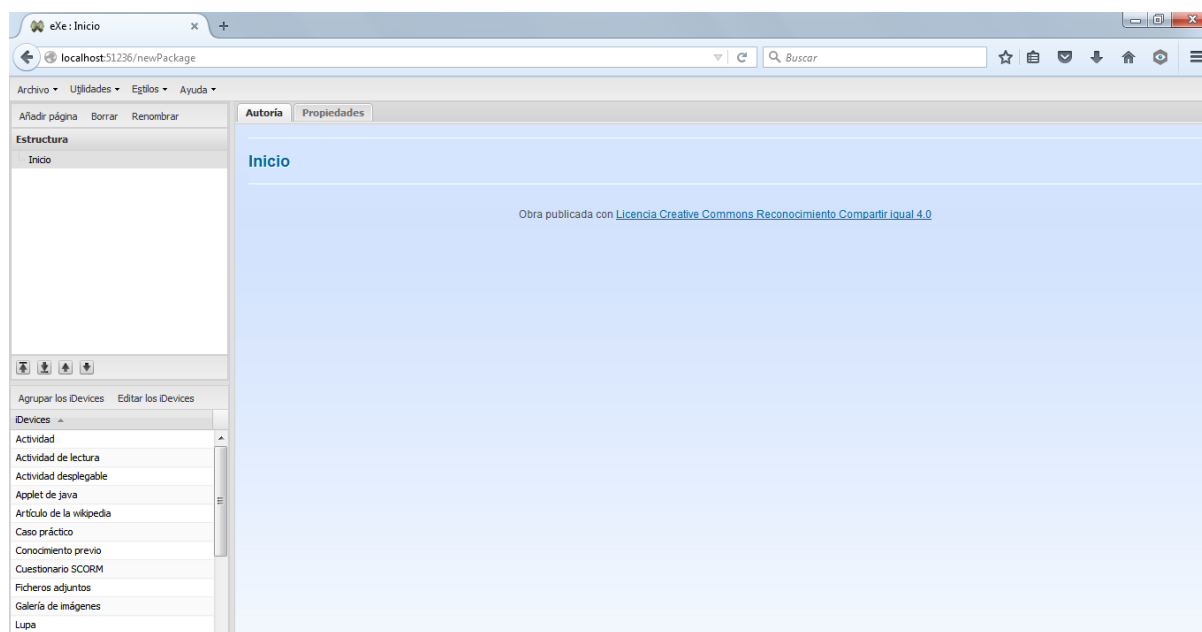 eXe : Inicio
localhost:51236/newPackage
Buscar
Archivo Utilidades Estilos Ayuda
Añadir página Borrar Renombrar
Autoría Propiedades
Estructura
Inicio
Inicio
Obra publicada con Licencia Creative Commons Reconocimiento Compartir igual 4.0
Agrupar los iDevices Editar los iDevices
iDevices
Actividad
Actividad de lectura
Actividad desplegable
Applet de java
Artículo de la wikipedia
Caso práctico
Conocimiento previo
Cuestionario SCORM
Ficheros adjuntos
Galería de imágenes
Lupa